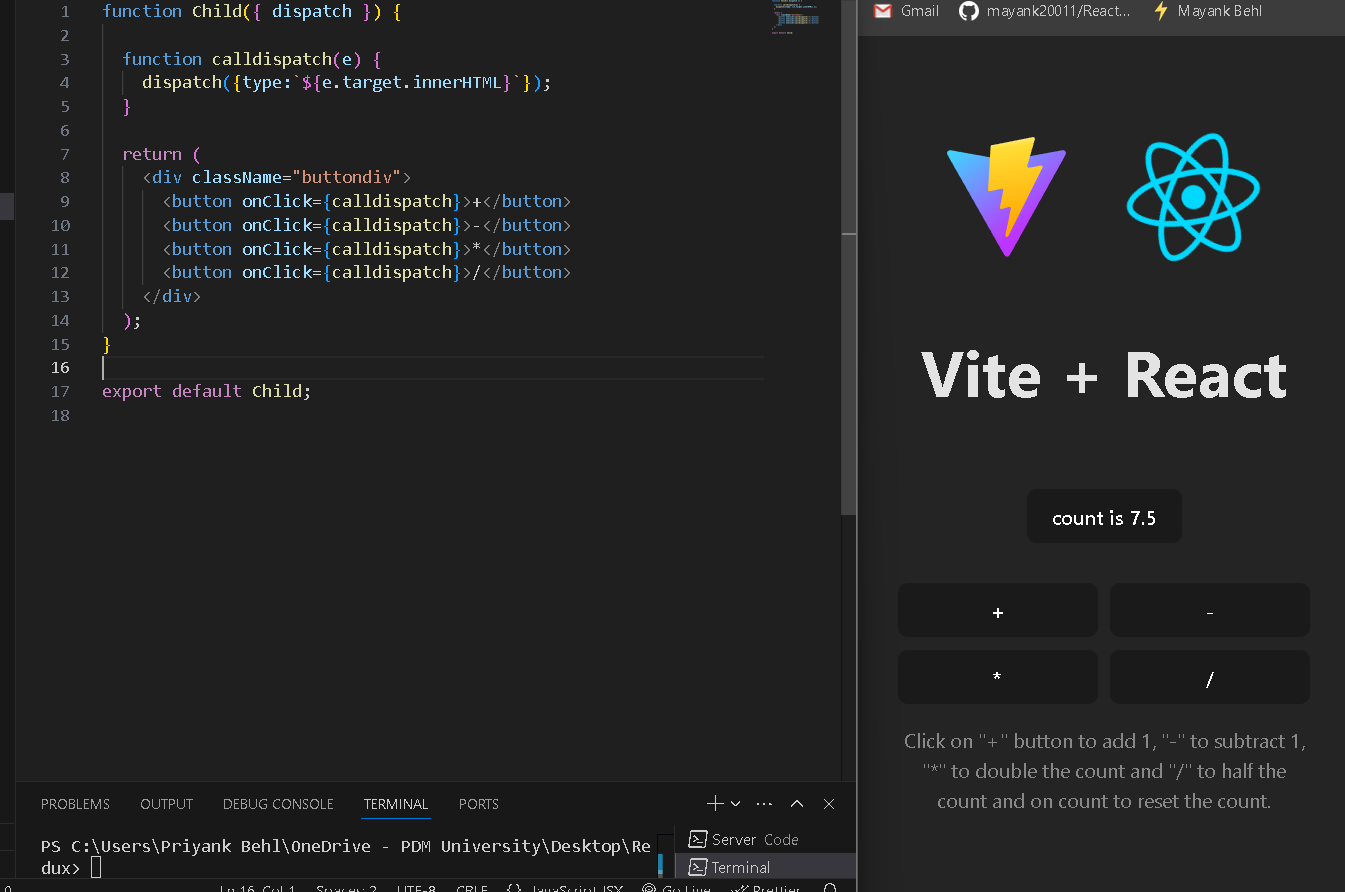 1 function Child({ dispatch }) {
2
3 function calldispatch(e) {
4 dispatch({type:`${e.target.innerHTML}`});
5 }
6
7 return (
8 <div className="buttondiv">
9 <button onClick={calldispatch}>+</button>
10 <button onClick={calldispatch}>-</button>
11 <button onClick={calldispatch}>*</button>
12 <button onClick={calldispatch}>/</button>
13 </div>
14 );
15 }
16
17 export default Child;
18
PROBLEMS OUTPUT DEBUG CONSOLE TERMINAL PORTS
PS C:\Users\Priyank Behl\OneDrive - PDM University\Desktop\Re
dux>
Server Code
Terminal
Ln 16, Col 1 Spaces: 2 UTF-8 CRLF {} JavaScript JSX Go Live Prettier
Gmail mayank20011/React... Mayank Behl
Vite + React
count is 7.5
+ -
* /
Click on "+" button to add 1, "-" to subtract 1,
"*" to double the count and "/" to half the
count and on count to reset the count.